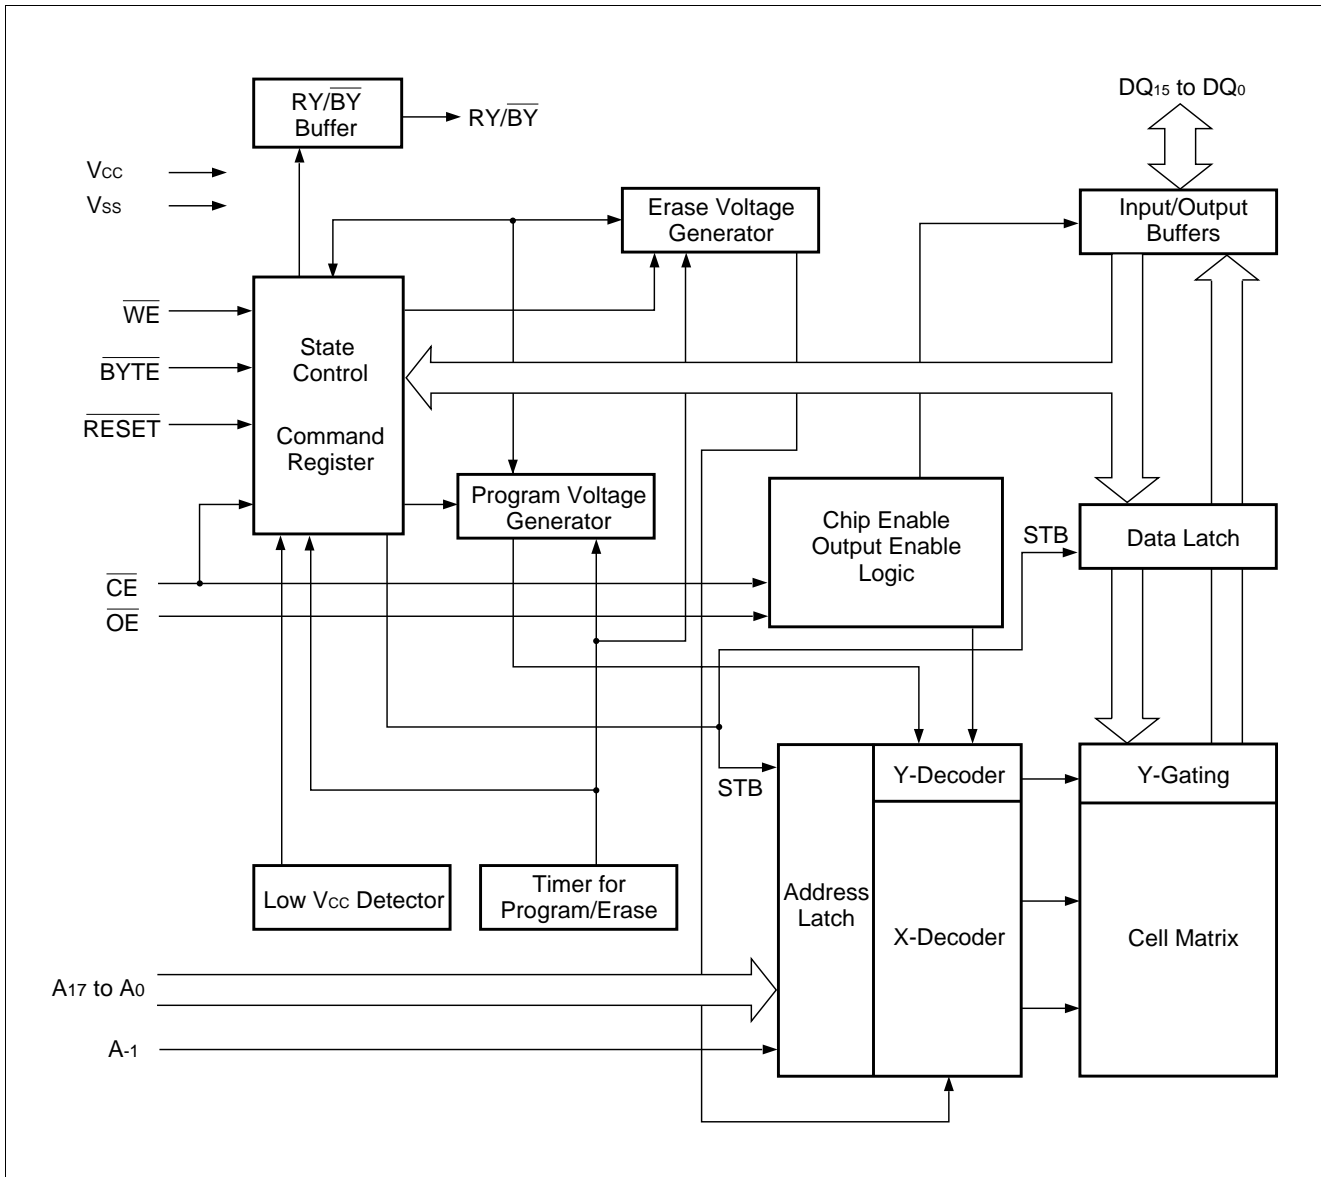 RY/BY
Buffer
RY/BY
DQ15 to DQ0
VCC
VSS
Erase Voltage
Generator
Input/Output
Buffers
WE
BYTE
RESET
State
Control
Command
Register
Program Voltage
Generator
Chip Enable
Output Enable
Logic
STB
Data Latch
CE
OE
STB
Y-Decoder
Y-Gating
Low VCC Detector
Timer for
Program/Erase
Address
Latch
X-Decoder
Cell Matrix
A17 to A0
A-1